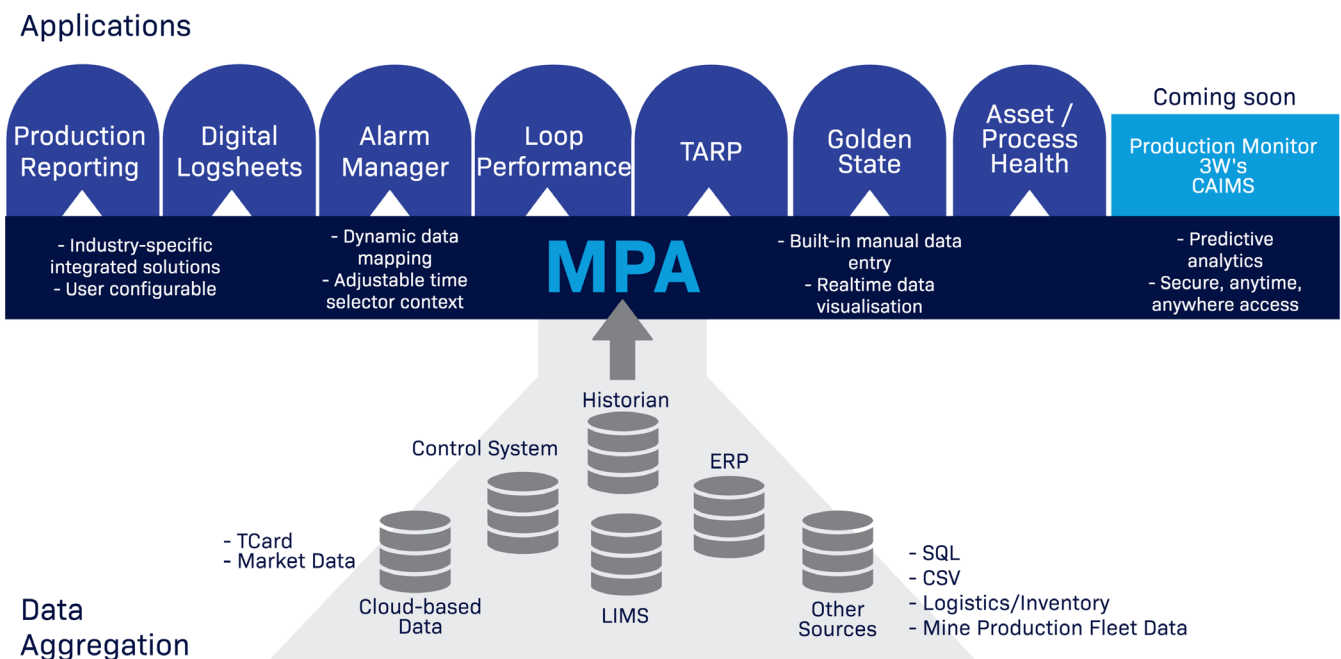 Applications
Production
Reporting
Digital
Logsheets
Alarm
Manager
Loop
Performance
TARP
Golden
State
Asset /
Process
Health
Coming soon
Production Monitor
3W's
CAIMS
- Industry-specific
integrated solutions
- User configurable
- Dynamic data
mapping
- Adjustable time
selector context
MPA
- Built-in manual data
entry
- Realtime data
visualisation
- Predictive
analytics
- Secure, anytime,
anywhere access
Historian
Control System
ERP
- TCard
- Market Data
Cloud-based
Data
LIMS
Other
Sources
- SQL
- CSV
- Logistics/Inventory
- Mine Production Fleet Data
Data
Aggregation